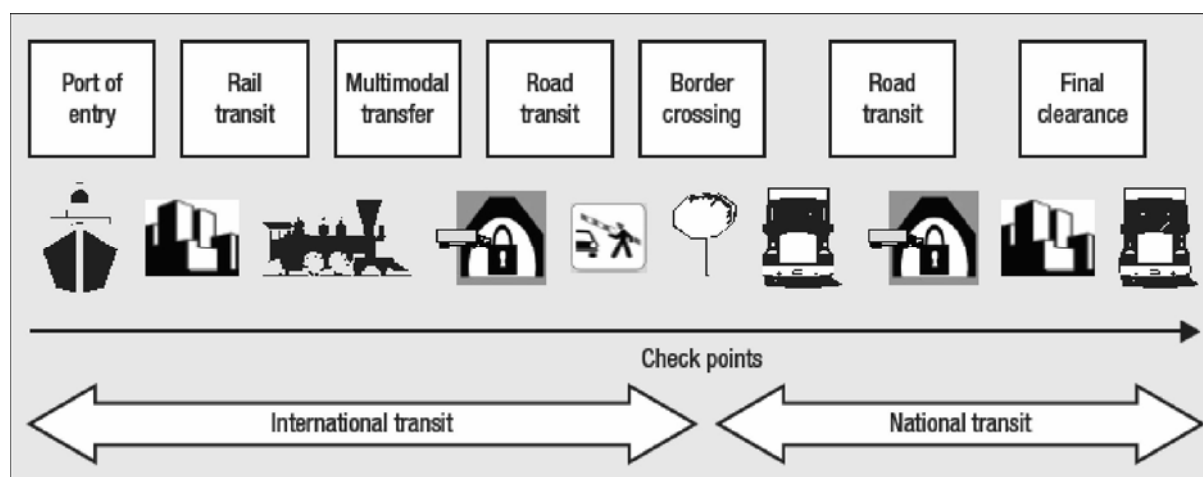 Port of
entry
Rail
transit
Multimodal
transfer
Road
transit
Border
crossing
Road
transit
Final
clearance
Check points
International transit
National transit